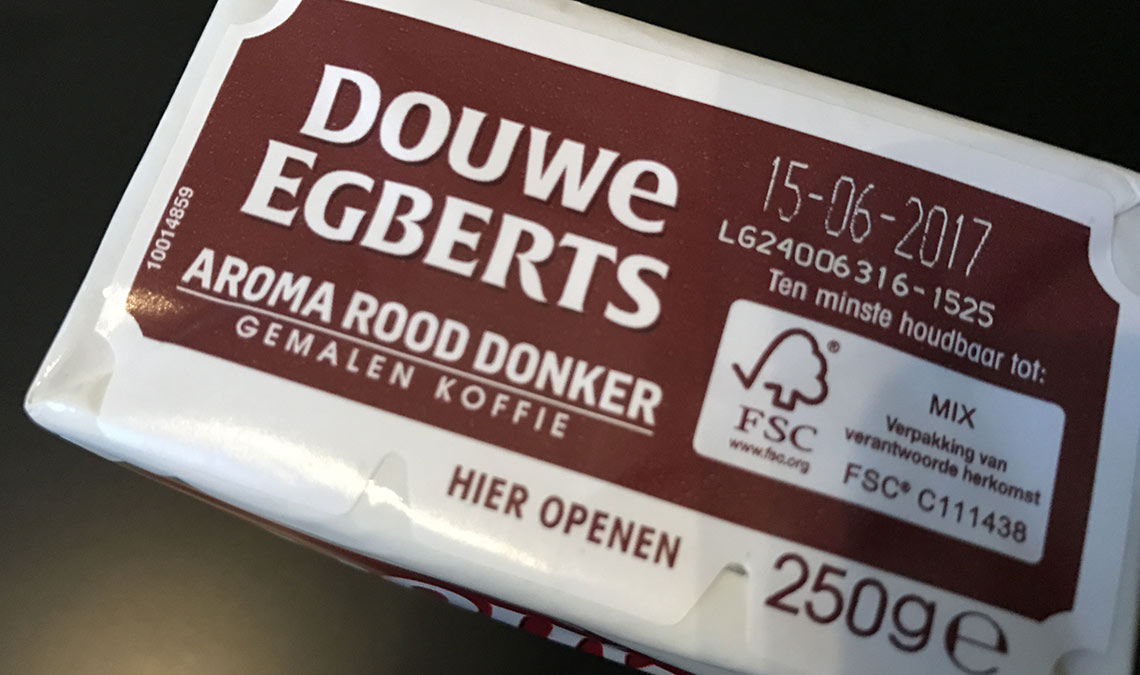 DOUWE
EGBERTS
AROMA ROOD DONKER
GEMALEN KOFFIE
10014859
15-06-2017
LG24006316-1525
Ten minste houdbaar tot:
FSC®
www.fsc.org
MIX
Verpakking van
verantwoorde herkomst
FSC® C111438
HIER OPENEN
250g℮